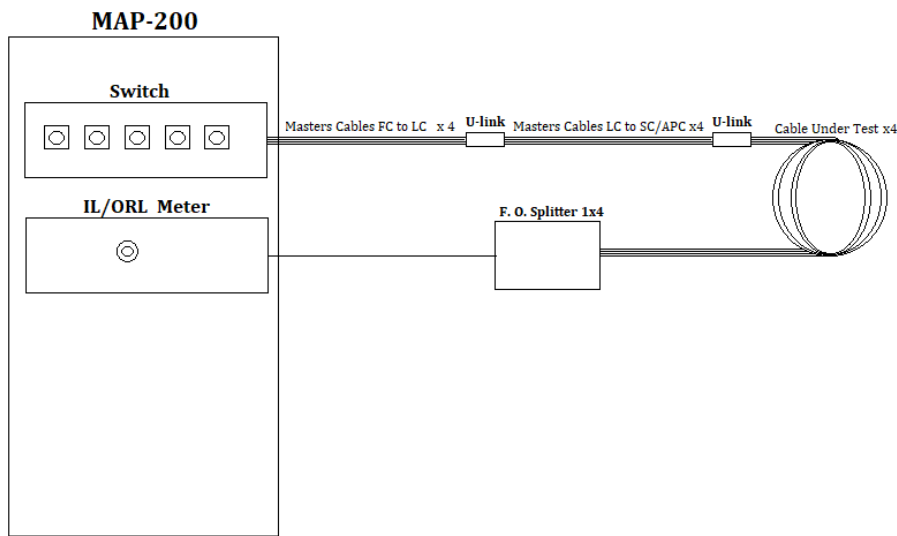 MAP-200
Switch
Masters Cables FC to LC x 4
U-link
Masters Cables LC to SC/APC x4
U-link
Cable Under Test x4
IL/ORL Meter
F. O. Splitter 1x4